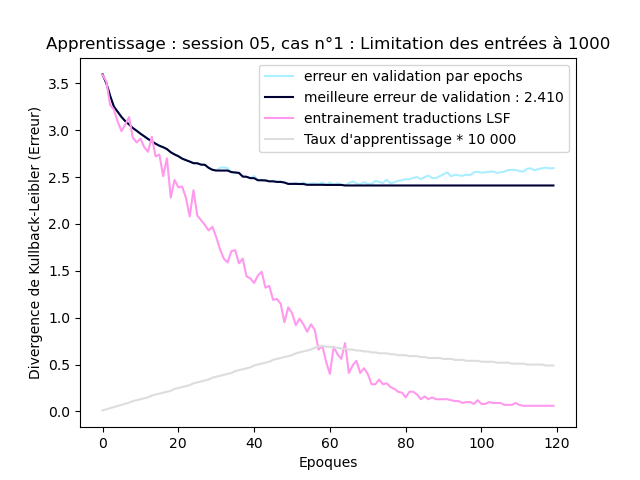 Apprentissage : session 05, cas n°1 : Limitation des entrées à 1000
erreur en validation par epochs
meilleure erreur de validation : 2.410
entrainement traductions LSF
Taux d'apprentissage * 10 000
Divergence de Kullback-Leibler (Erreur)
3.5
3.0
2.5
2.0
1.5
1.0
0.5
0.0
0 20 40 60 80 100 120
Epoques